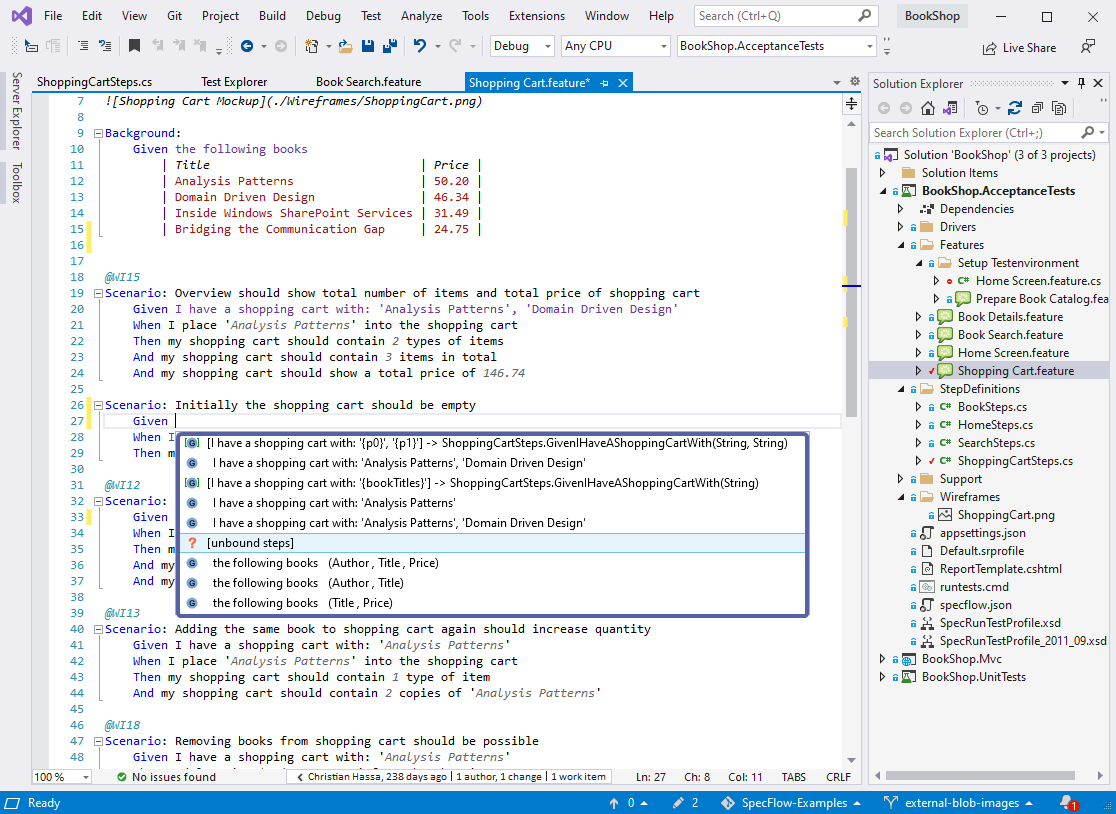 File Edit View Git Project Build Debug Test Analyze Tools Extensions Window Help Search (Ctrl+Q) BookShop
Debug Any CPU BookShop.AcceptanceTests Live Share
Server Explorer
Toolbox
ShoppingCartSteps.cs Test Explorer Book Search.feature Shopping Cart.feature*
7 ![Shopping Cart Mockup](./Wireframes/ShoppingCart.png)
8
9 Background:
10 Given the following books
11 | Title | Price |
12 | Analysis Patterns | 50.20 |
13 | Domain Driven Design | 46.34 |
14 | Inside Windows SharePoint Services | 31.49 |
15 | Bridging the Communication Gap | 24.75 |
16
17
18 @WI15
19 Scenario: Overview should show total number of items and total price of shopping cart
20 Given I have a shopping cart with: 'Analysis Patterns', 'Domain Driven Design'
21 When I place 'Analysis Patterns' into the shopping cart
22 Then my shopping cart should contain 2 types of items
23 And my shopping cart should contain 3 items in total
24 And my shopping cart should show a total price of 146.74
25
26 Scenario: Initially the shopping cart should be empty
27 Given
28 When I
29 Then m
30
31 @WI12
32 Scenario:
33 Given
34 When I
35 Then m
36 And my
37 And my
38
39 @WI13
40 Scenario: Adding the same book to shopping cart again should increase quantity
41 Given I have a shopping cart with: 'Analysis Patterns'
42 When I place 'Analysis Patterns' into the shopping cart
43 Then my shopping cart should contain 1 type of item
44 And my shopping cart should contain 2 copies of 'Analysis Patterns'
45
46 @WI18
47 Scenario: Removing books from shopping cart should be possible
48 Given I have a shopping cart with: 'Analysis Patterns'
[I have a shopping cart with: '{p0}', '{p1}'] -> ShoppingCartSteps.GivenIHaveAShoppingCartWith(String, String)
I have a shopping cart with: 'Analysis Patterns', 'Domain Driven Design'
[I have a shopping cart with: '{bookTitles}'] -> ShoppingCartSteps.GivenIHaveAShoppingCartWith(String)
I have a shopping cart with: 'Analysis Patterns'
I have a shopping cart with: 'Analysis Patterns', 'Domain Driven Design'
? [unbound steps]
the following books (Author , Title , Price)
the following books (Author , Title)
the following books (Title , Price)
100 % No issues found Christian Hassa, 238 days ago | 1 author, 1 change | 1 work item Ln: 27 Ch: 8 Col: 11 TABS CRLF
Solution Explorer
Search Solution Explorer (Ctrl+;)
Solution 'BookShop' (3 of 3 projects)
Solution Items
BookShop.AcceptanceTests
Dependencies
Drivers
Features
Setup Testenvironment
C# Home Screen.feature.cs
Prepare Book Catalog.fea
Book Details.feature
Book Search.feature
Home Screen.feature
Shopping Cart.feature
StepDefinitions
C# BookSteps.cs
C# HomeSteps.cs
C# SearchSteps.cs
C# ShoppingCartSteps.cs
Support
Wireframes
ShoppingCart.png
appsettings.json
Default.srprofile
ReportTemplate.cshtml
runtests.cmd
specflow.json
SpecRunTestProfile.xsd
SpecRunTestProfile_2011_09.xsd
BookShop.Mvc
BookShop.UnitTests
Ready 0 2 SpecFlow-Examples external-blob-images 1